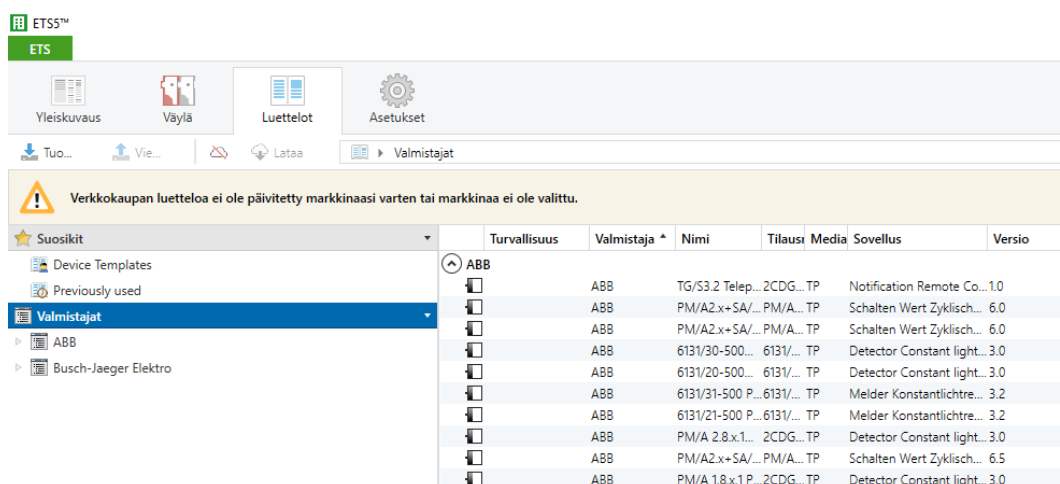 ETS5™
ETS
Yleiskuvaus Väylä Luettelot Asetukset
Tuo... Vie... Lataa Valmistajat
Verkkokaupan luetteloa ei ole päivitetty markkinaasi varten tai markkinaa ei ole valittu.
Suosikit
Device Templates
Previously used
Valmistajat
ABB
Busch-Jaeger Elektro
Turvallisuus Valmistaja Nimi Tilausn Media Sovellus Versio
ABB
ABB TG/S3.2 Telep... 2CDG... TP Notification Remote Co... 1.0
ABB PM/A2.x+SA/... PM/A... TP Schalten Wert Zyklisch... 6.0
ABB PM/A2.x+SA/... PM/A... TP Schalten Wert Zyklisch... 6.0
ABB 6131/30-500... 6131/... TP Detector Constant light... 3.0
ABB 6131/20-500... 6131/... TP Detector Constant light... 3.0
ABB 6131/31-500 P... 6131/... TP Melder Konstantlichtre... 3.2
ABB 6131/21-500 P... 6131/... TP Melder Konstantlichtre... 3.2
ABB PM/A 2.8.x.1... 2CDG... TP Detector Constant light... 3.0
ABB PM/A2.x+SA/... PM/A... TP Schalten Wert Zyklisch... 6.5
ABB PM/A 1.8.x.1 P... 2CDG... TP Detector Constant light... 3.0